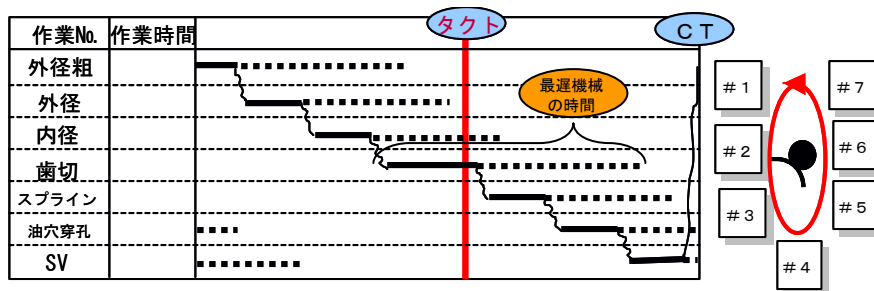 タクト
CT
作業No.
作業時間
外径粗
外径
内径
歯切
スプライン
油穴穿孔
SV
最遅機械
の時間
#1
#7
#2
#6
#3
#5
#4